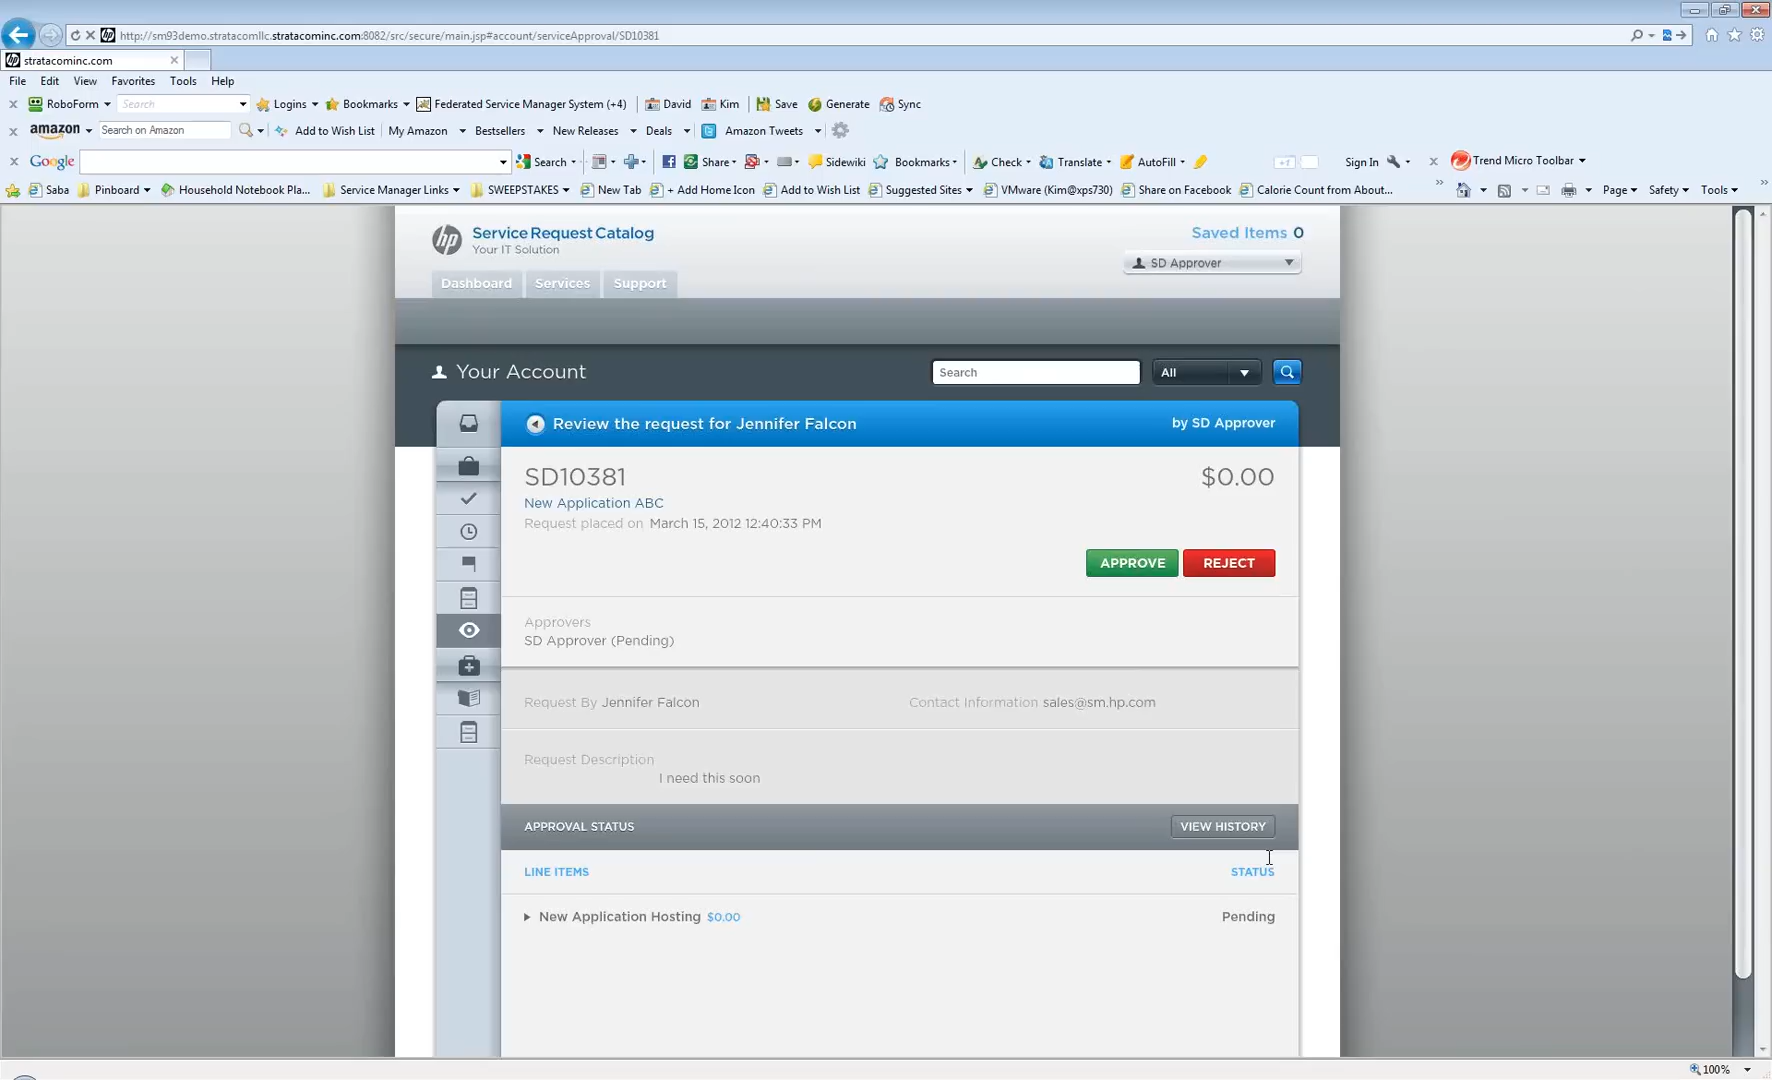 http://sm93demo.stratacomllc.stratacominc.com:8082/src/secure/main.jsp#account/serviceApproval/SD10381
hp stratacominc.com
File Edit View Favorites Tools Help
RoboForm Search Logins Bookmarks Federated Service Manager System (+4) David Kim Save Generate Sync
amazon Search on Amazon Add to Wish List My Amazon Bestsellers New Releases Deals Amazon Tweets
Google Search Share Sidewiki Bookmarks Check Translate AutoFill +1 Sign In Trend Micro Toolbar
Saba Pinboard Household Notebook Pla... Service Manager Links SWEEPSTAKES New Tab + Add Home Icon Add to Wish List Suggested Sites VMware (Kim@xps730) Share on Facebook Calorie Count from About... Page Safety Tools
hp Service Request Catalog Saved Items 0
Your IT Solution
SD Approver
Dashboard Services Support
Your Account Search All
Review the request for Jennifer Falcon by SD Approver
SD10381 $0.00
New Application ABC
Request placed on March 15, 2012 12:40:33 PM
APPROVE REJECT
Approvers
SD Approver (Pending)
Request By Jennifer Falcon Contact Information sales@sm.hp.com
Request Description
I need this soon
APPROVAL STATUS VIEW HISTORY
LINE ITEMS STATUS
New Application Hosting $0.00 Pending
100%